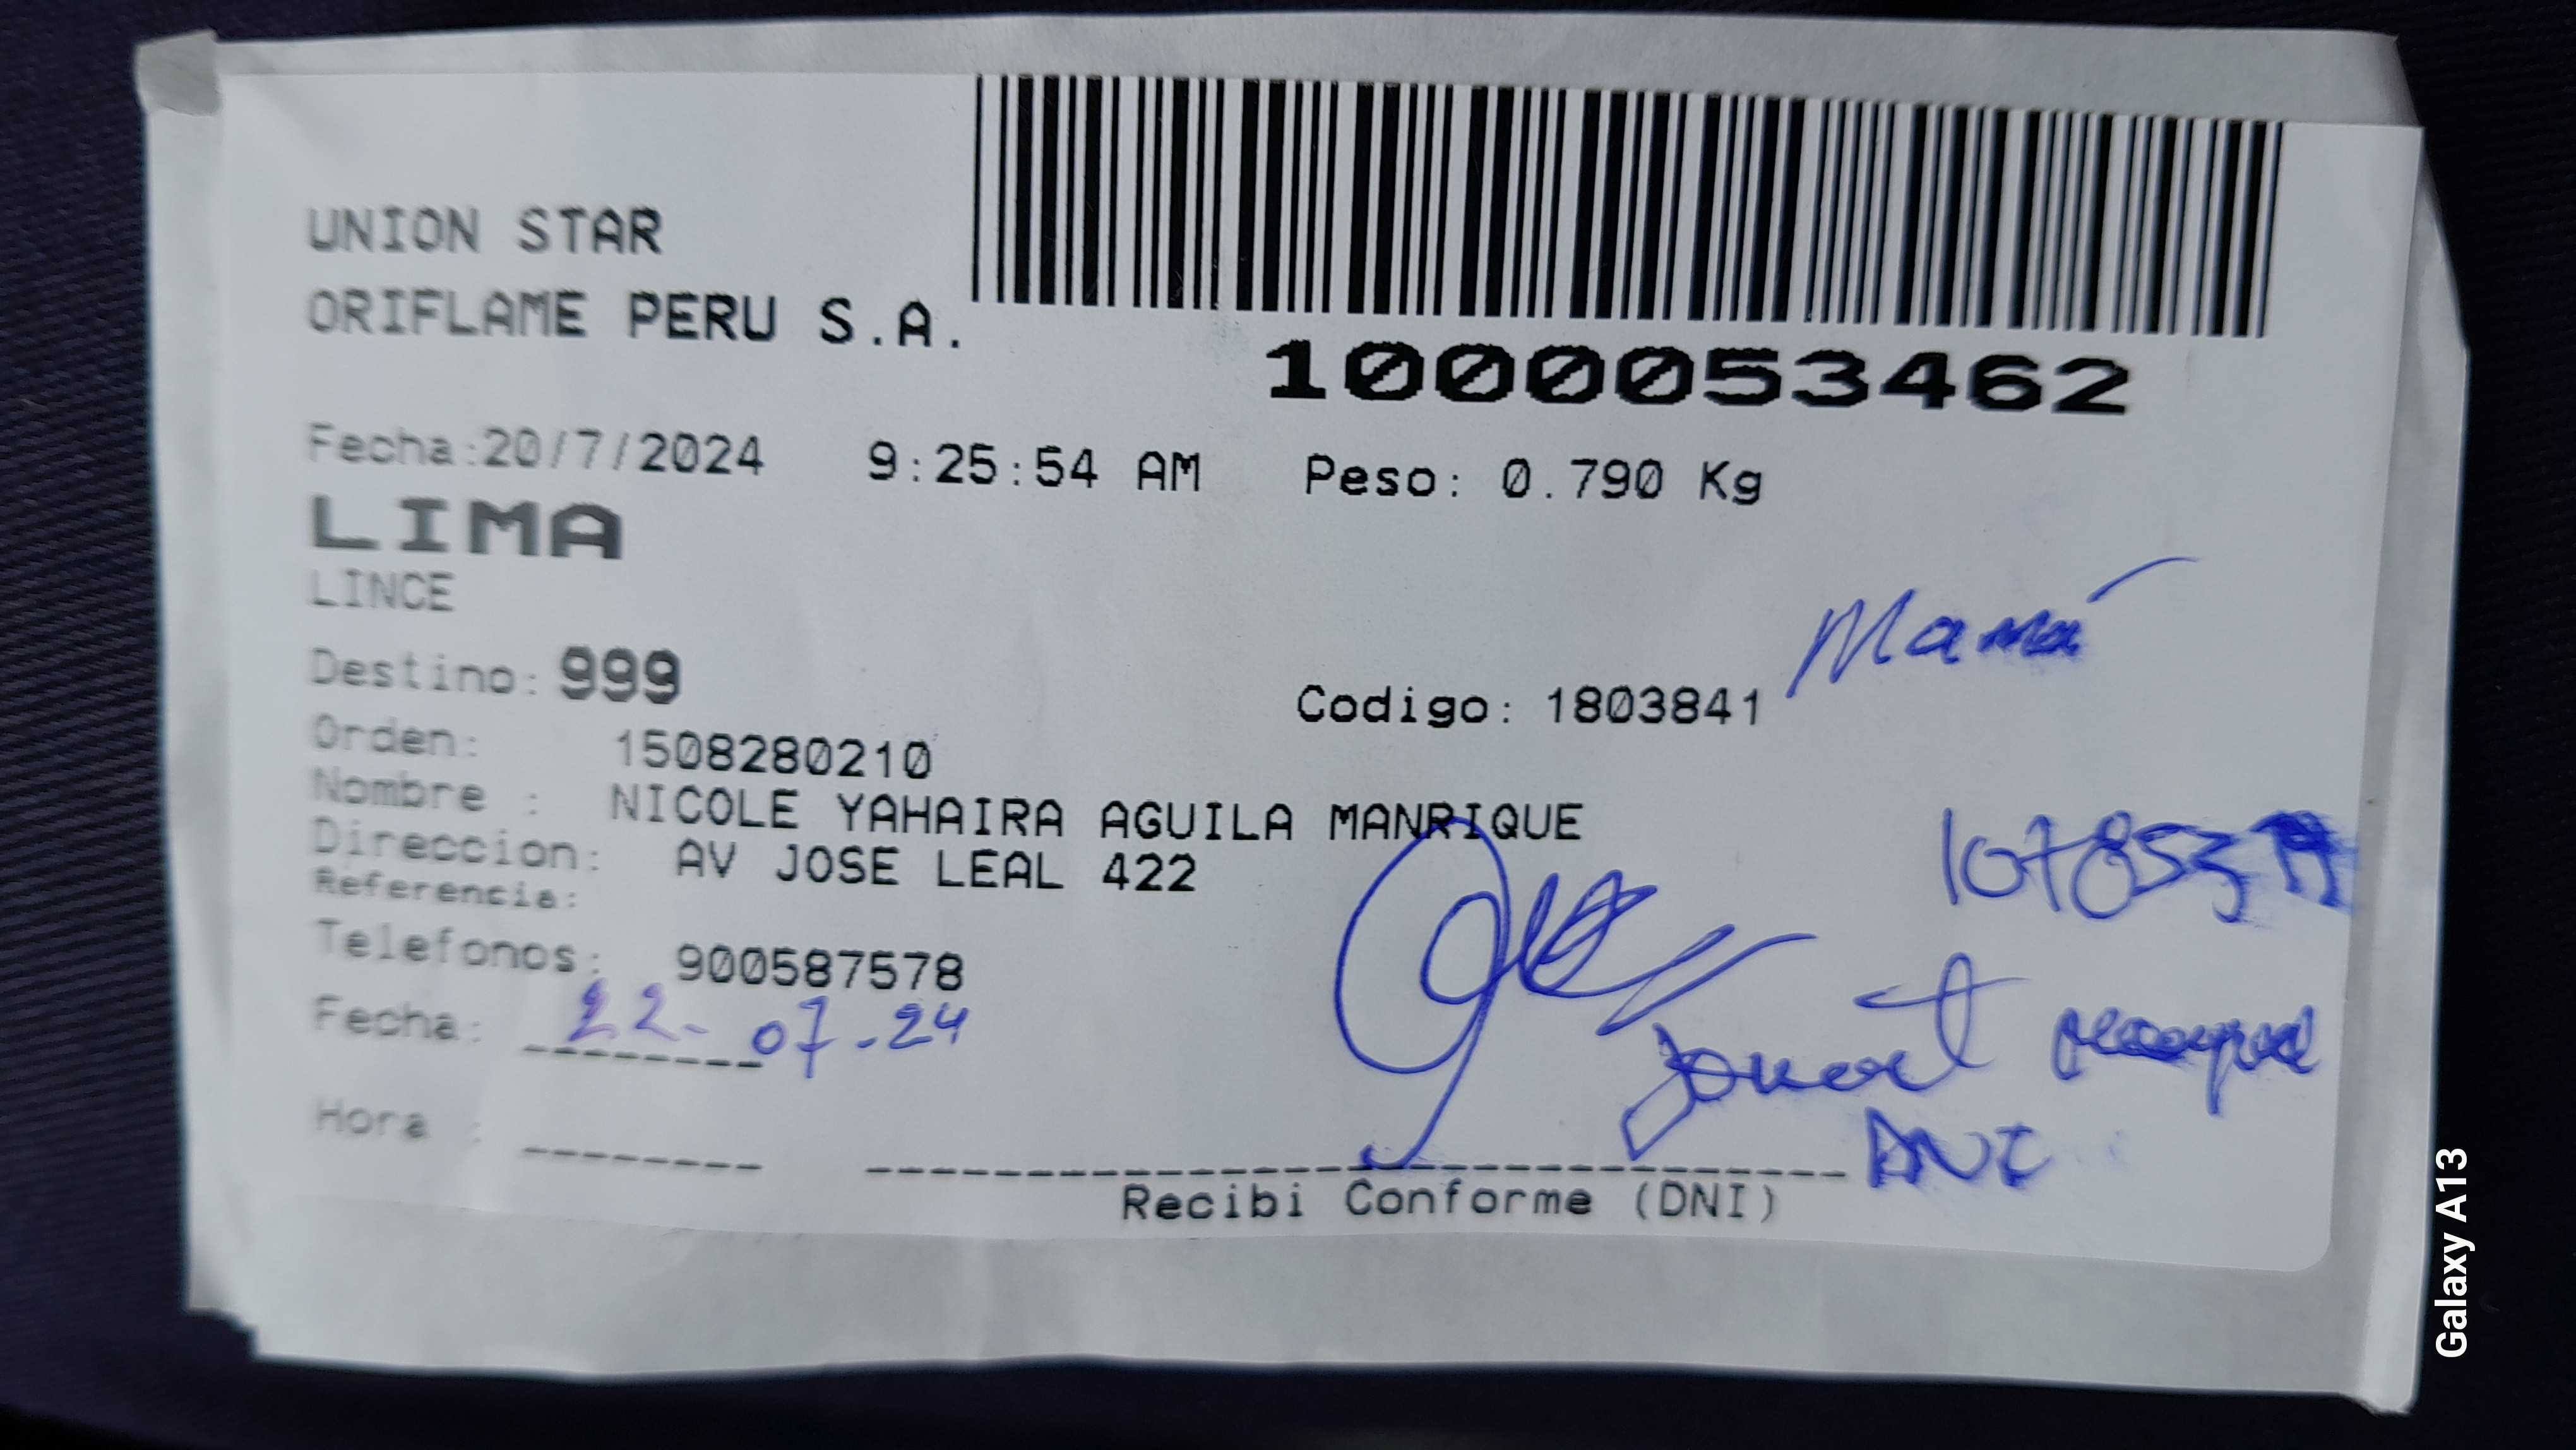 UNION STAR
ORIFLAME PERU S.A.
1000053462
Fecha:20/7/2024 9:25:54 AM Peso: 0.790 Kg
LIMA
LINCE
Mamá
Destino: 999
Codigo: 1803841
Orden: 1508280210
Nombre : NICOLE YAHAIRA AGUILA MANRIQUE
Direccion: AV JOSE LEAL 422
Referencia:
Telefonos: 900587578
Fecha: 22-07-24
DNI
Hora :
Recibi Conforme (DNI)
Galaxy A13